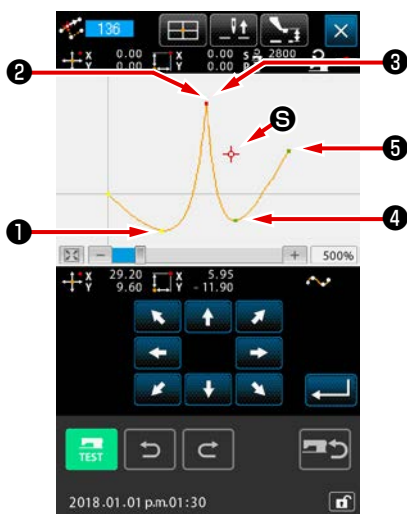 136
X 0.00 X 0.00 S 2800
Y 0.00 Y 0.00
❷ ❸
S
❺
❶ ❹
− + 500%
X 29.20 X 5.95
Y 9.60 Y -11.90
TEST
2018.01.01 p.m.01:30